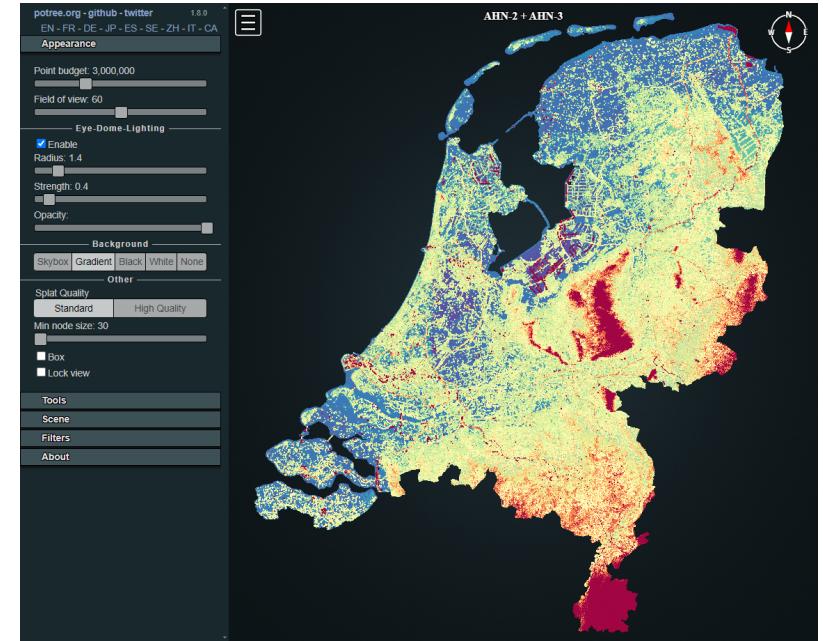 potree.org - github - twitter 1.8.0
EN - FR - DE - JP - ES - SE - ZH - IT - CA
Appearance
Point budget: 3,000,000
Field of view: 60
Eye-Dome-Lighting
Enable
Radius: 1.4
Strength: 0.4
Opacity:
Background
Skybox Gradient Black White None
Other
Splat Quality
Standard High Quality
Min node size: 30
Box
Lock view
Tools
Scene
Filters
About
AHN-2 + AHN-3
N
W E
S